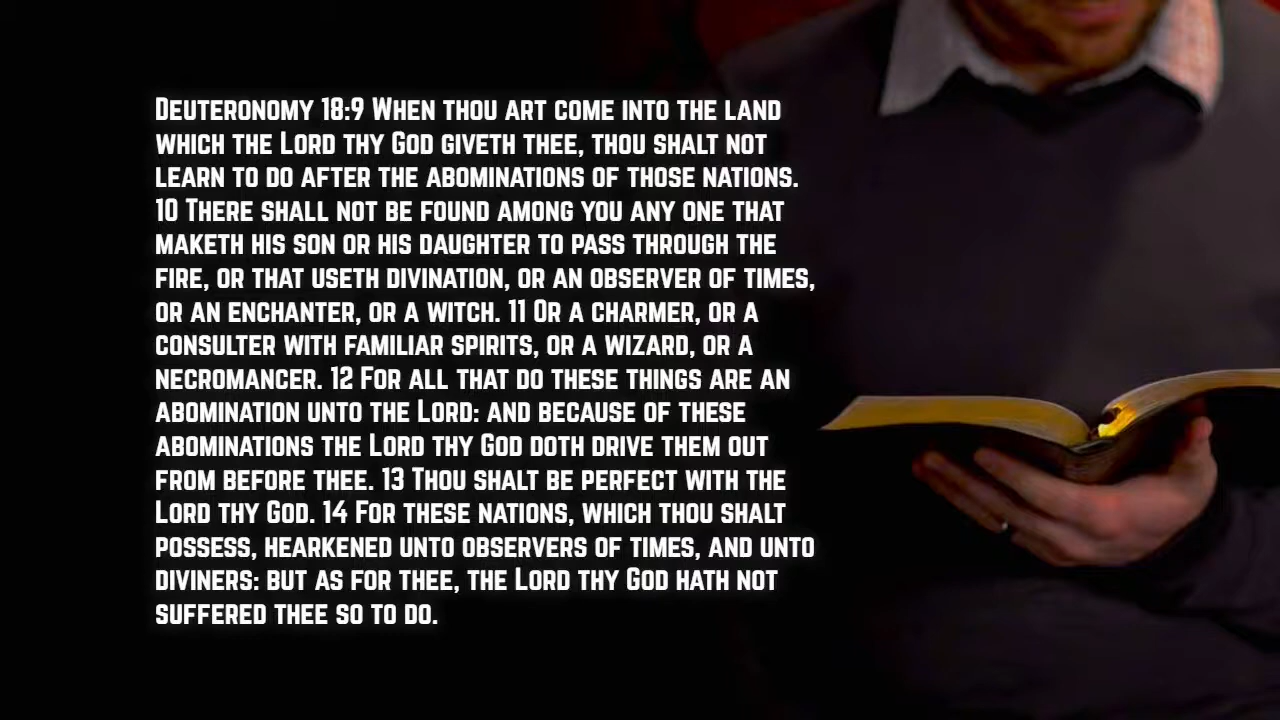 Deuteronomy 18:9 When thou art come into the land
which the Lord thy God giveth thee, thou shalt not
learn to do after the abominations of those nations.
10 There shall not be found among you any one that
maketh his son or his daughter to pass through the
fire, or that useth divination, or an observer of times,
or an enchanter, or a witch. 11 Or a charmer, or a
consulter with familiar spirits, or a wizard, or a
necromancer. 12 For all that do these things are an
abomination unto the Lord: and because of these
abominations the Lord thy God doth drive them out
from before thee. 13 Thou shalt be perfect with the
Lord thy God. 14 For these nations, which thou shalt
possess, hearkened unto observers of times, and unto
diviners: but as for thee, the Lord thy God hath not
suffered thee so to do.